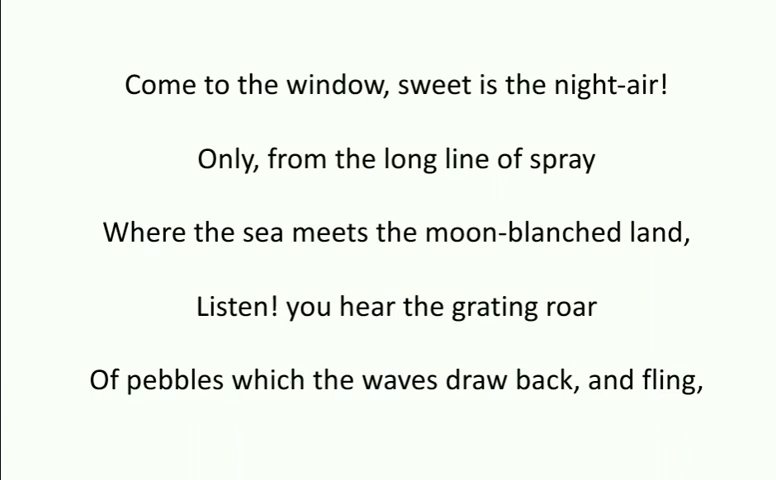 Come to the window, sweet is the night-air!
Only, from the long line of spray
Where the sea meets the moon-blanched land,
Listen! you hear the grating roar
Of pebbles which the waves draw back, and fling,